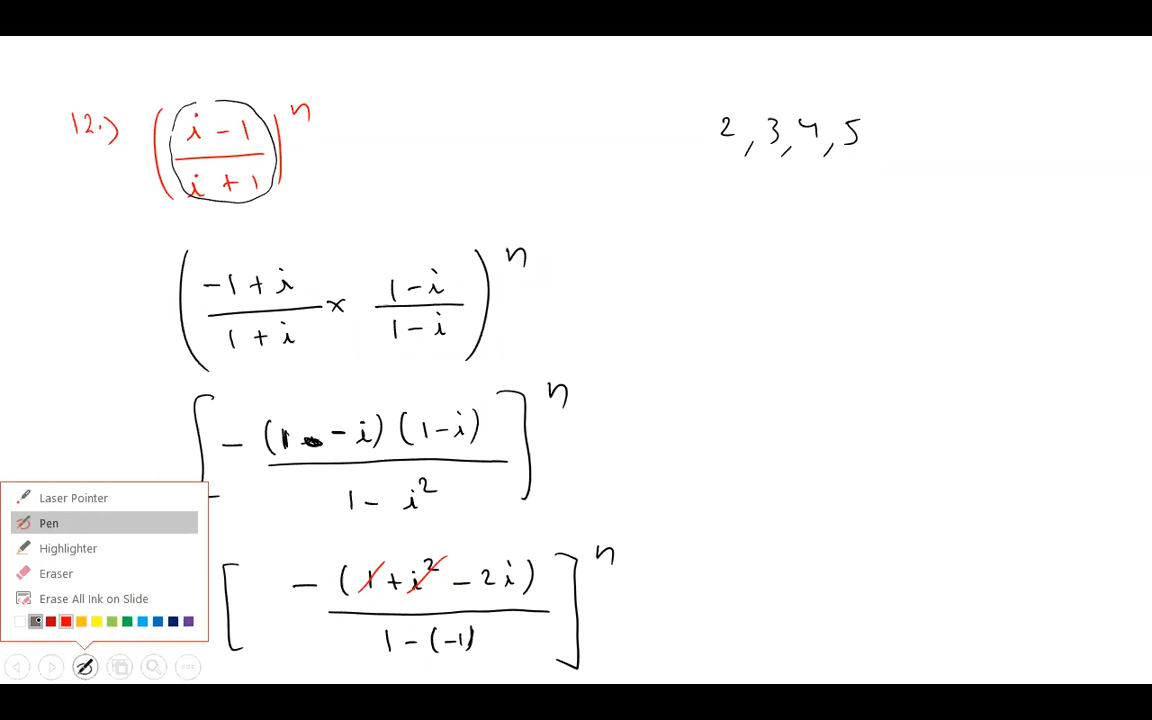 12.) ( (i - 1)/(i + 1) )^n
2, 3, 4, 5
( (-1 + i)/(1 + i) × (1 - i)/(1 - i) )^n
[ - (1 - i) (1 - i) / (1 - i²) ]^n
[ - (1 + i² - 2i) / (1 - (-1)) ]^n
Laser Pointer
Pen
Highlighter
Eraser
Erase All Ink on Slide